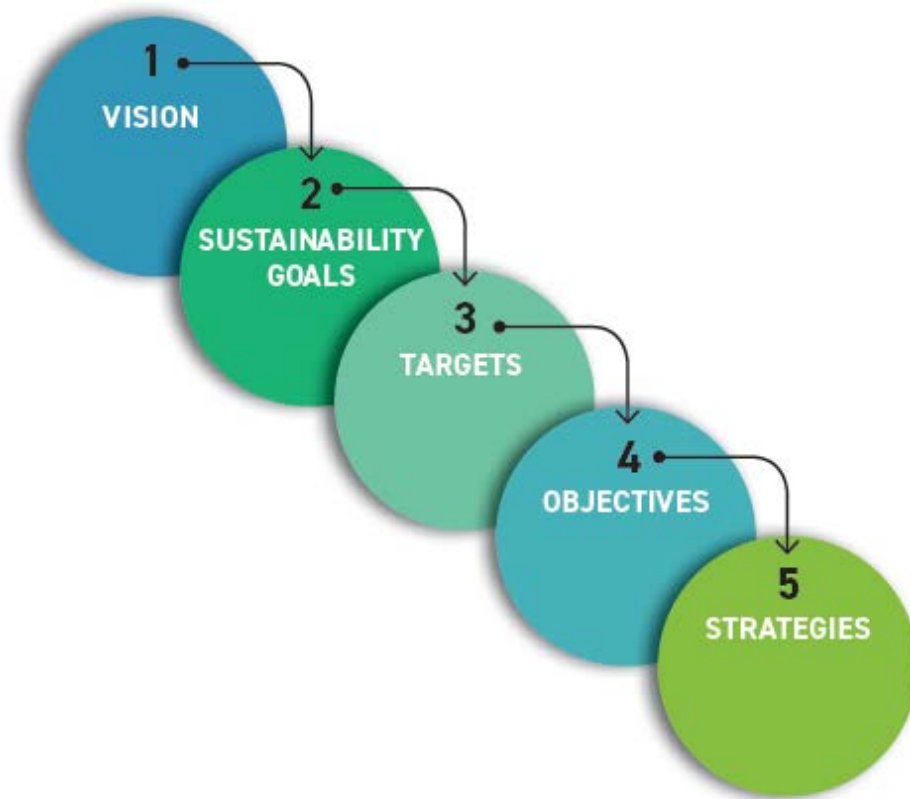 1
VISION
2
SUSTAINABILITY
GOALS
3
TARGETS
4
OBJECTIVES
5
STRATEGIES